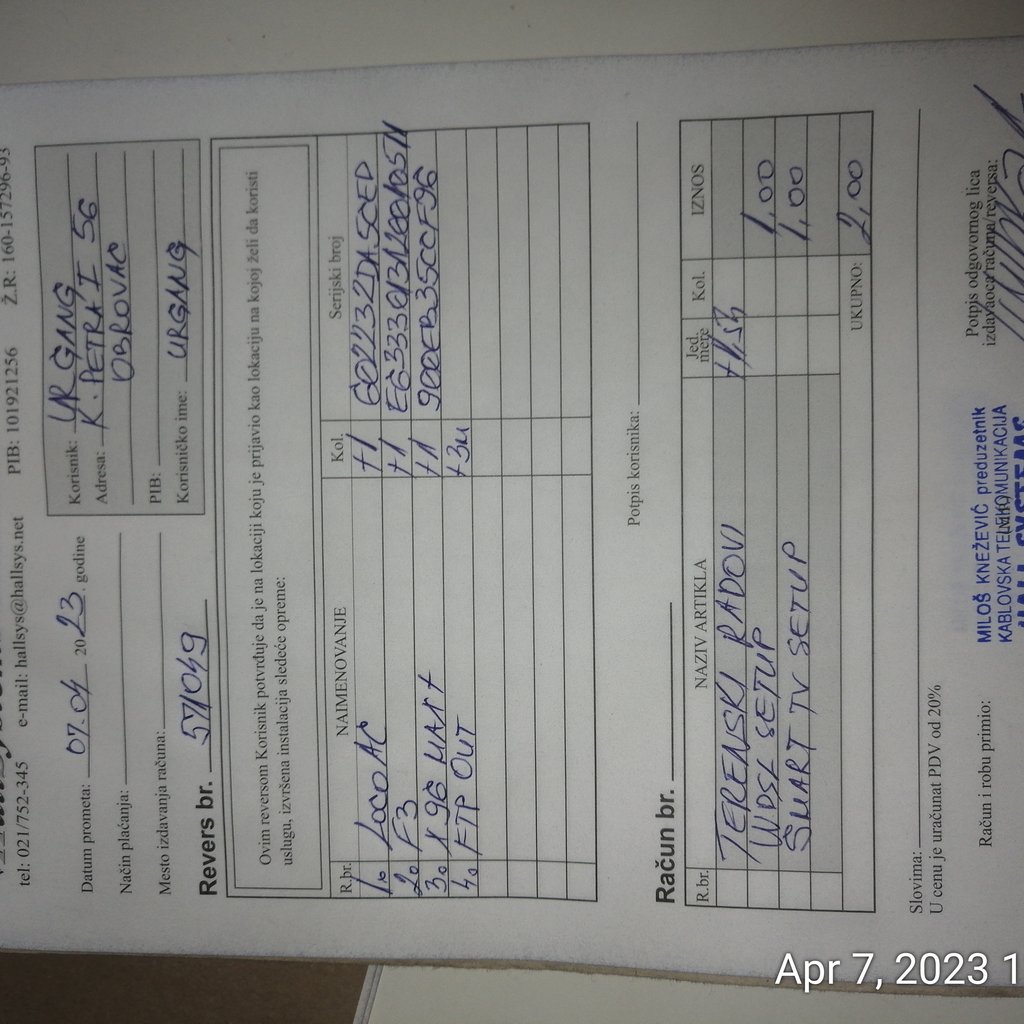 tel: 021/752-345 e-mail: hallsys@hallsys.net PIB: 101921256 Ž.R: 160-157296-93
Datum prometa: 07.04 2023. godine
Način plaćanja:
Mesto izdavanja računa:
Korisnik: URGANG
Adresa: K. PETRA I 56
OBROVAC
PIB:
Korisničko ime: URGANG
Revers br. 571049
Ovim reversom Korisnik potvrđuje da je na lokaciji koju je prijavio kao lokaciju na kojoj želi da koristi
uslugu, izvršena instalacija sledeće opreme:
R.br. NAIMENOVANJE Kol. Serijski broj
1. LOCO AC +1
2. F3 +1
3. X96 MAX+ +1 900EB35CCF96
4. FTP OUT +3m
Potpis korisnika:
Račun br.
R.br. NAZIV ARTIKLA Jed. mere Kol. IZNOS
TERENSKI RADOVI
WDSL SETUP 1,00
SMART TV SETUP 1,00
UKUPNO: 2,00
Slovima:
U cenu je uračunat PDV od 20%
Račun i robu primio:
MILOŠ KNEŽEVIĆ preduzetnik
KABLOVSKA TELEKOMUNIKACIJA
HALL SYSTEMS
Potpis odgovornog lica
izdavaoca računa/reversa:
Apr 7, 2023 1